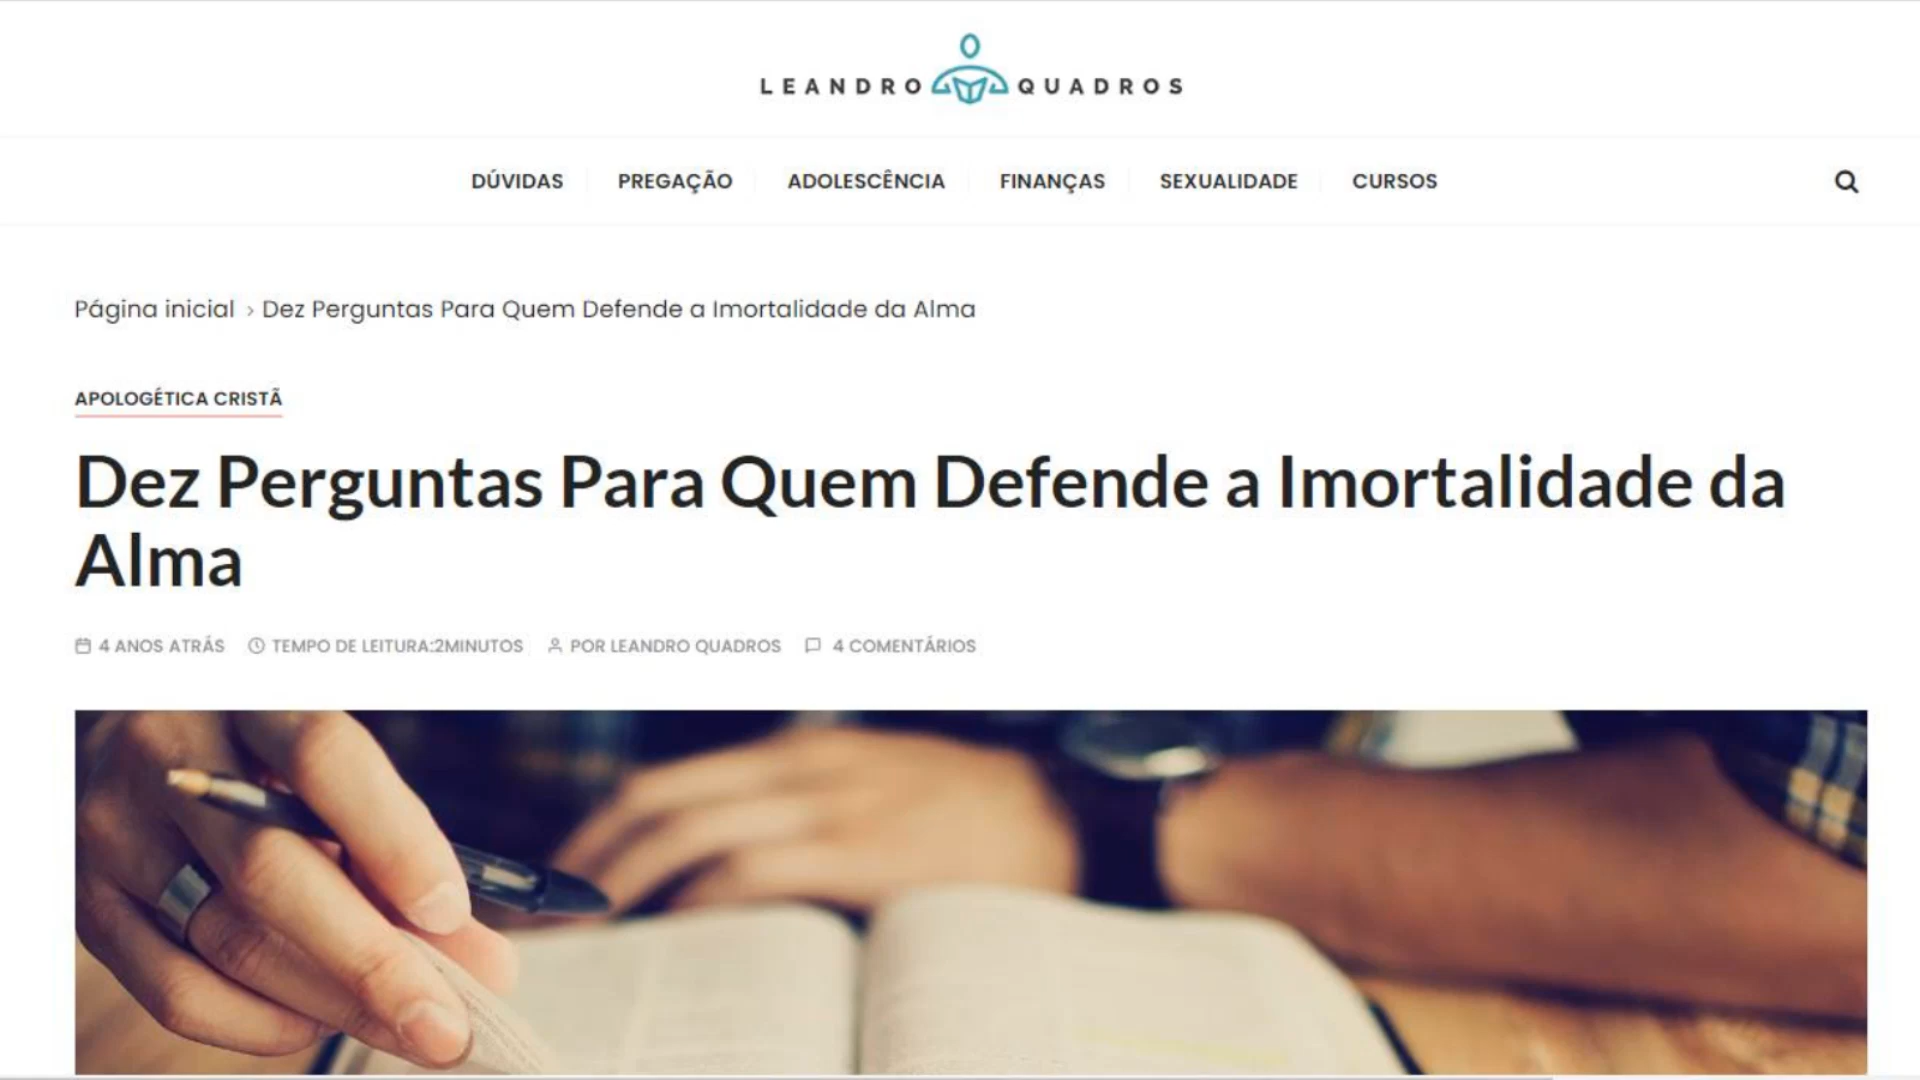 LEANDRO QUADROS
DÚVIDAS PREGAÇÃO ADOLESCÊNCIA FINANÇAS SEXUALIDADE CURSOS
Página inicial › Dez Perguntas Para Quem Defende a Imortalidade da Alma
APOLOGÉTICA CRISTÃ
Dez Perguntas Para Quem Defende a Imortalidade da
Alma
4 ANOS ATRÁS TEMPO DE LEITURA:2MINUTOS POR LEANDRO QUADROS 4 COMENTÁRIOS